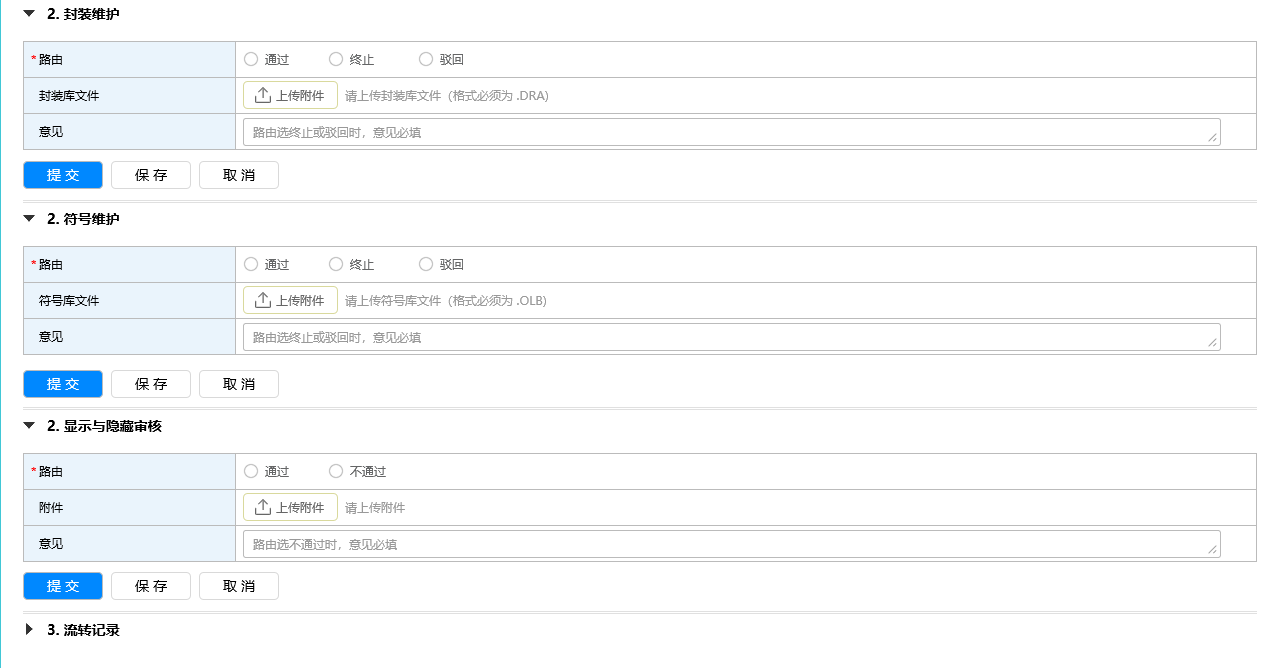 2. 封装维护
*路由 通过 终止 驳回
封装库文件 上传附件 请上传封装库文件（格式必须为 .DRA)
意见 路由选终止或驳回时，意见必填
提 交 保 存 取 消
2. 符号维护
*路由 通过 终止 驳回
符号库文件 上传附件 请上传符号库文件（格式必须为 .OLB)
意见 路由选终止或驳回时，意见必填
提 交 保 存 取 消
2. 显示与隐藏审核
*路由 通过 不通过
附件 上传附件 请上传附件
意见 路由选不通过时，意见必填
提 交 保 存 取 消
3. 流转记录